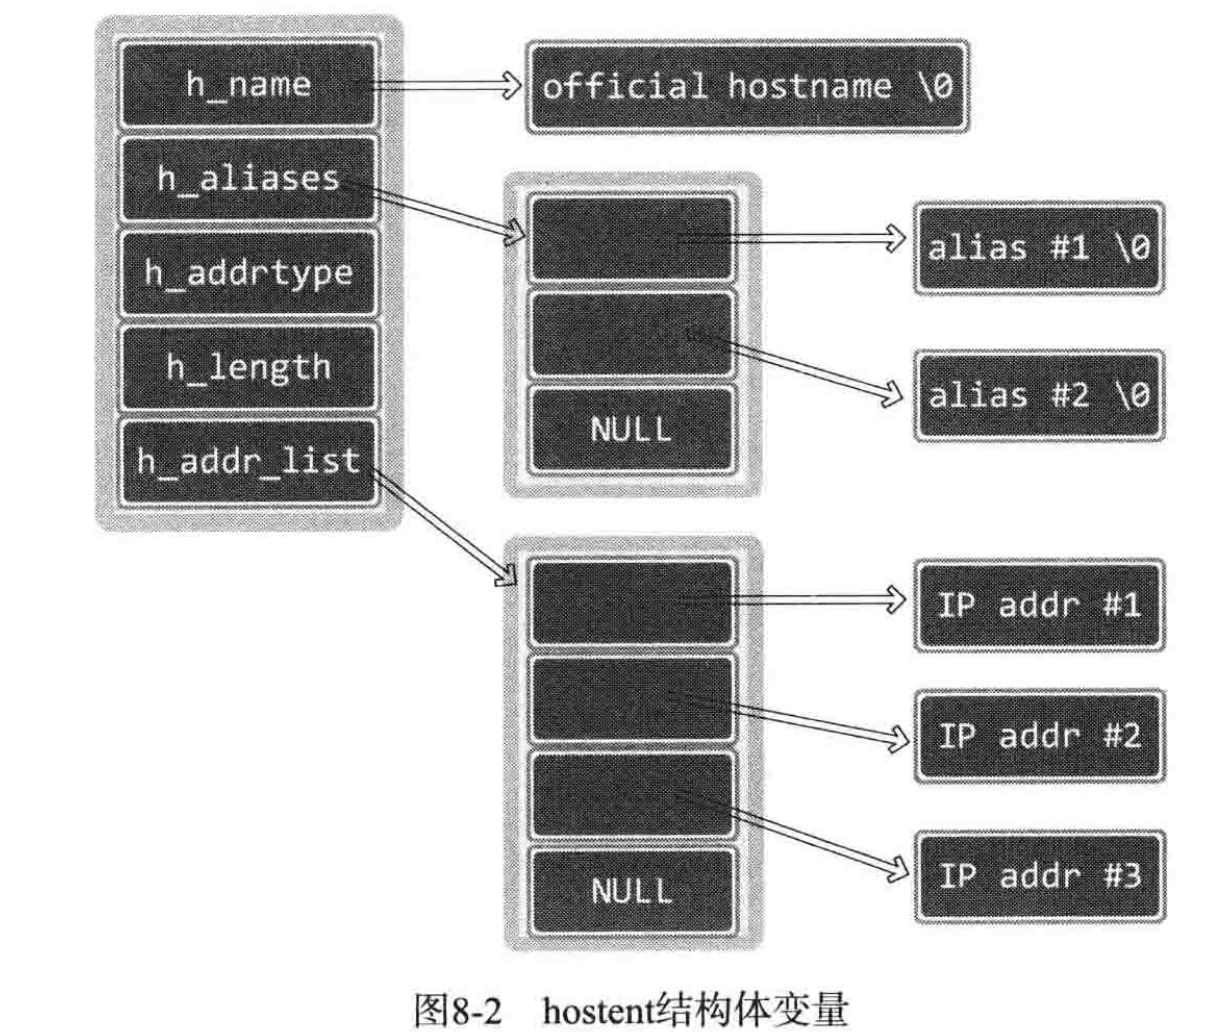 h_name
official hostname \0
h_aliases
h_addrtype
h_length
h_addr_list
alias #1 \0
alias #2 \0
NULL
IP addr #1
IP addr #2
IP addr #3
NULL
图8-2 hostent结构体变量